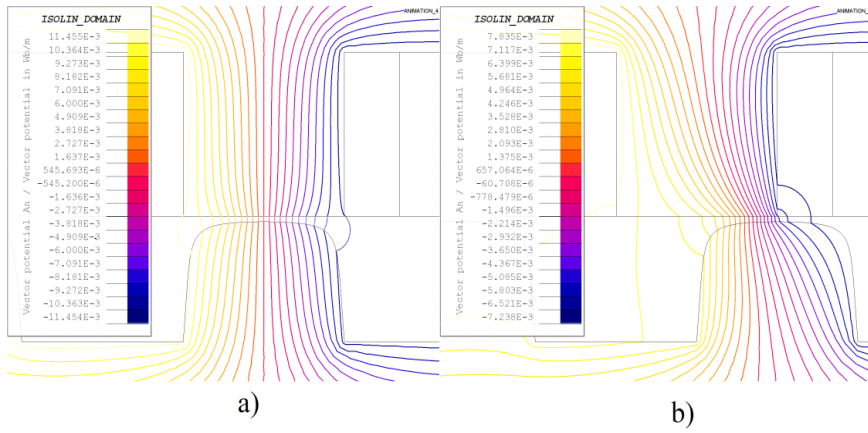 ISOLIN_DOMAIN
11.455E-3
10.364E-3
9.273E-3
8.182E-3
7.091E-3
6.000E-3
4.909E-3
3.818E-3
2.727E-3
1.637E-3
545.693E-6
-545.200E-6
-1.636E-3
-2.727E-3
-3.818E-3
-4.909E-3
-6.000E-3
-7.091E-3
-8.181E-3
-9.272E-3
-10.363E-3
-11.454E-3
Vector potential An / Vector potential in Wb/m
ANIMATION_4
a)
ISOLIN_DOMAIN
7.835E-3
7.117E-3
6.399E-3
5.681E-3
4.964E-3
4.246E-3
3.528E-3
2.810E-3
2.093E-3
1.375E-3
657.064E-6
-60.708E-6
-778.479E-6
-1.496E-3
-2.214E-3
-2.932E-3
-3.650E-3
-4.367E-3
-5.085E-3
-5.803E-3
-6.521E-3
-7.238E-3
Vector potential An / Vector potential in Wb/m
ANIMATION_
b)